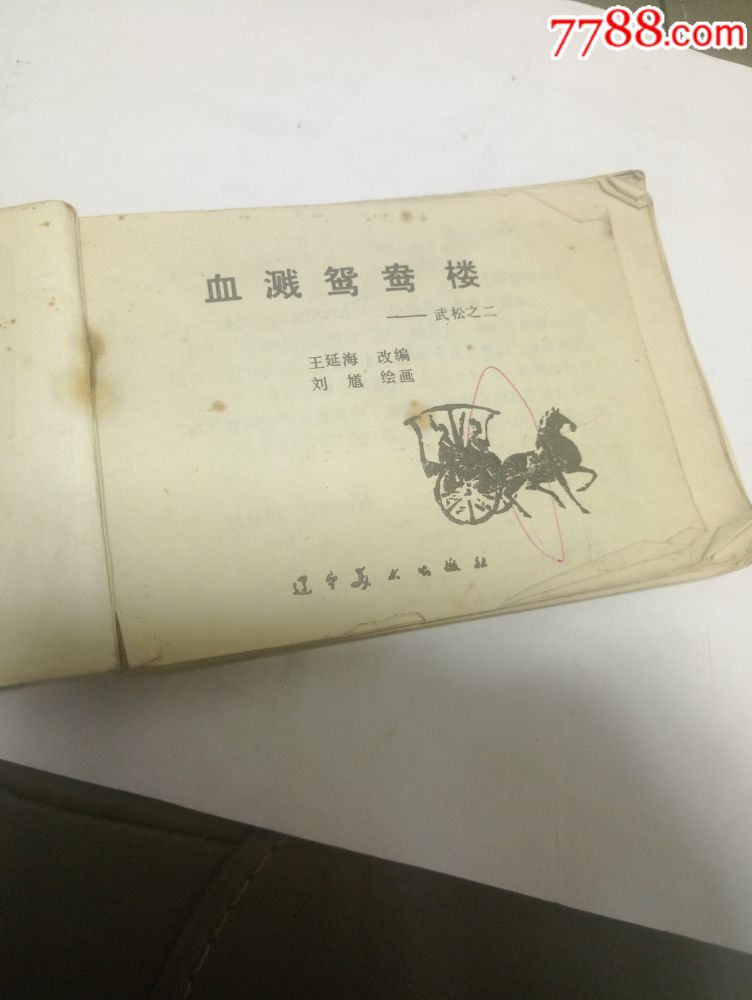 7788.com
血溅鸳鸯楼
——武松之二
王延海 改编
刘馗 绘画
辽宁美术出版社